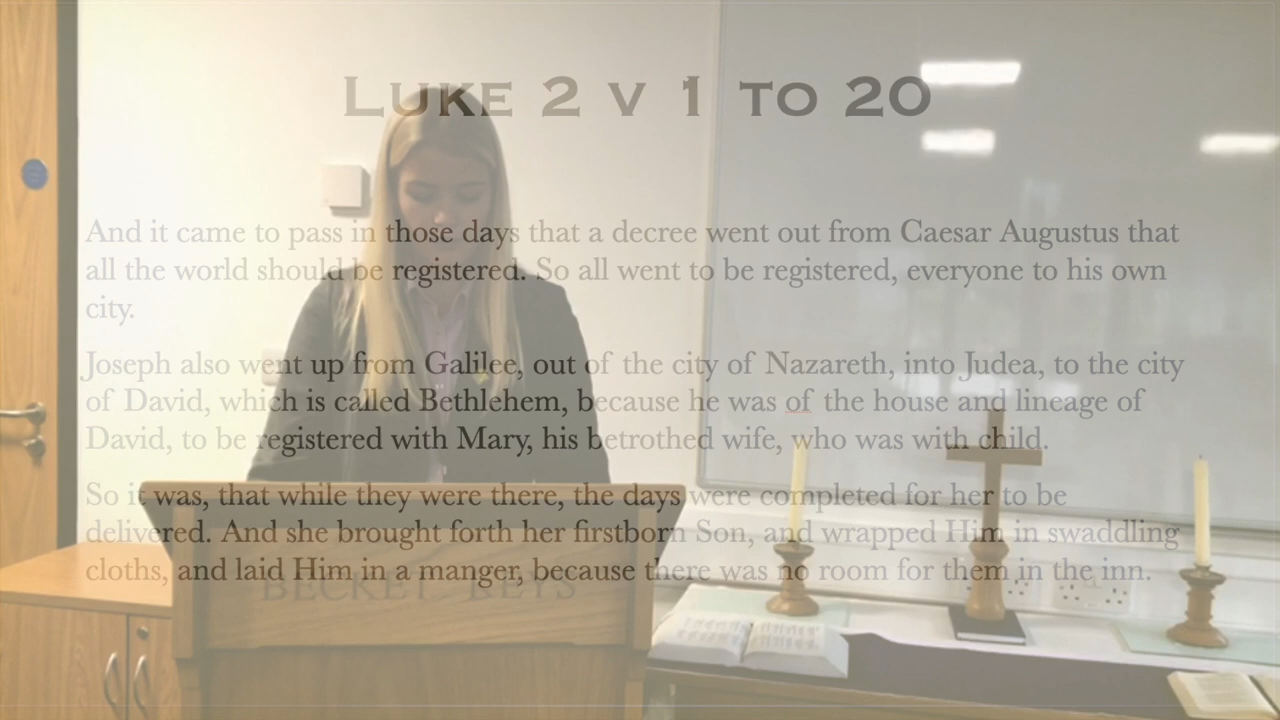 LUKE 2 V 1 TO 20
And it came to pass in those days that a decree went out from Caesar Augustus that
all the world should be registered. So all went to be registered, everyone to his own
city.
Joseph also went up from Galilee, out of the city of Nazareth, into Judea, to the city
of David, which is called Bethlehem, because he was of the house and lineage of
David, to be registered with Mary, his betrothed wife, who was with child.
So it was, that while they were there, the days were completed for her to be
delivered. And she brought forth her firstborn Son, and wrapped Him in swaddling
cloths, and laid Him in a manger, because there was no room for them in the inn.
BECKET KEYS